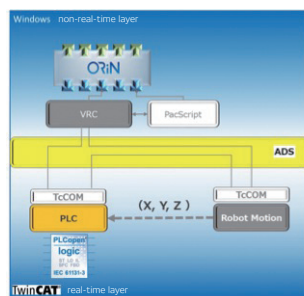 Windows non-real-time layer
ORiN
VRC
PacScript
ADS
TcCOM
TcCOM
PLC
(X, Y, Z )
Robot Motion
PLCopen
logic
IEC 61131-3
TwinCAT real-time layer